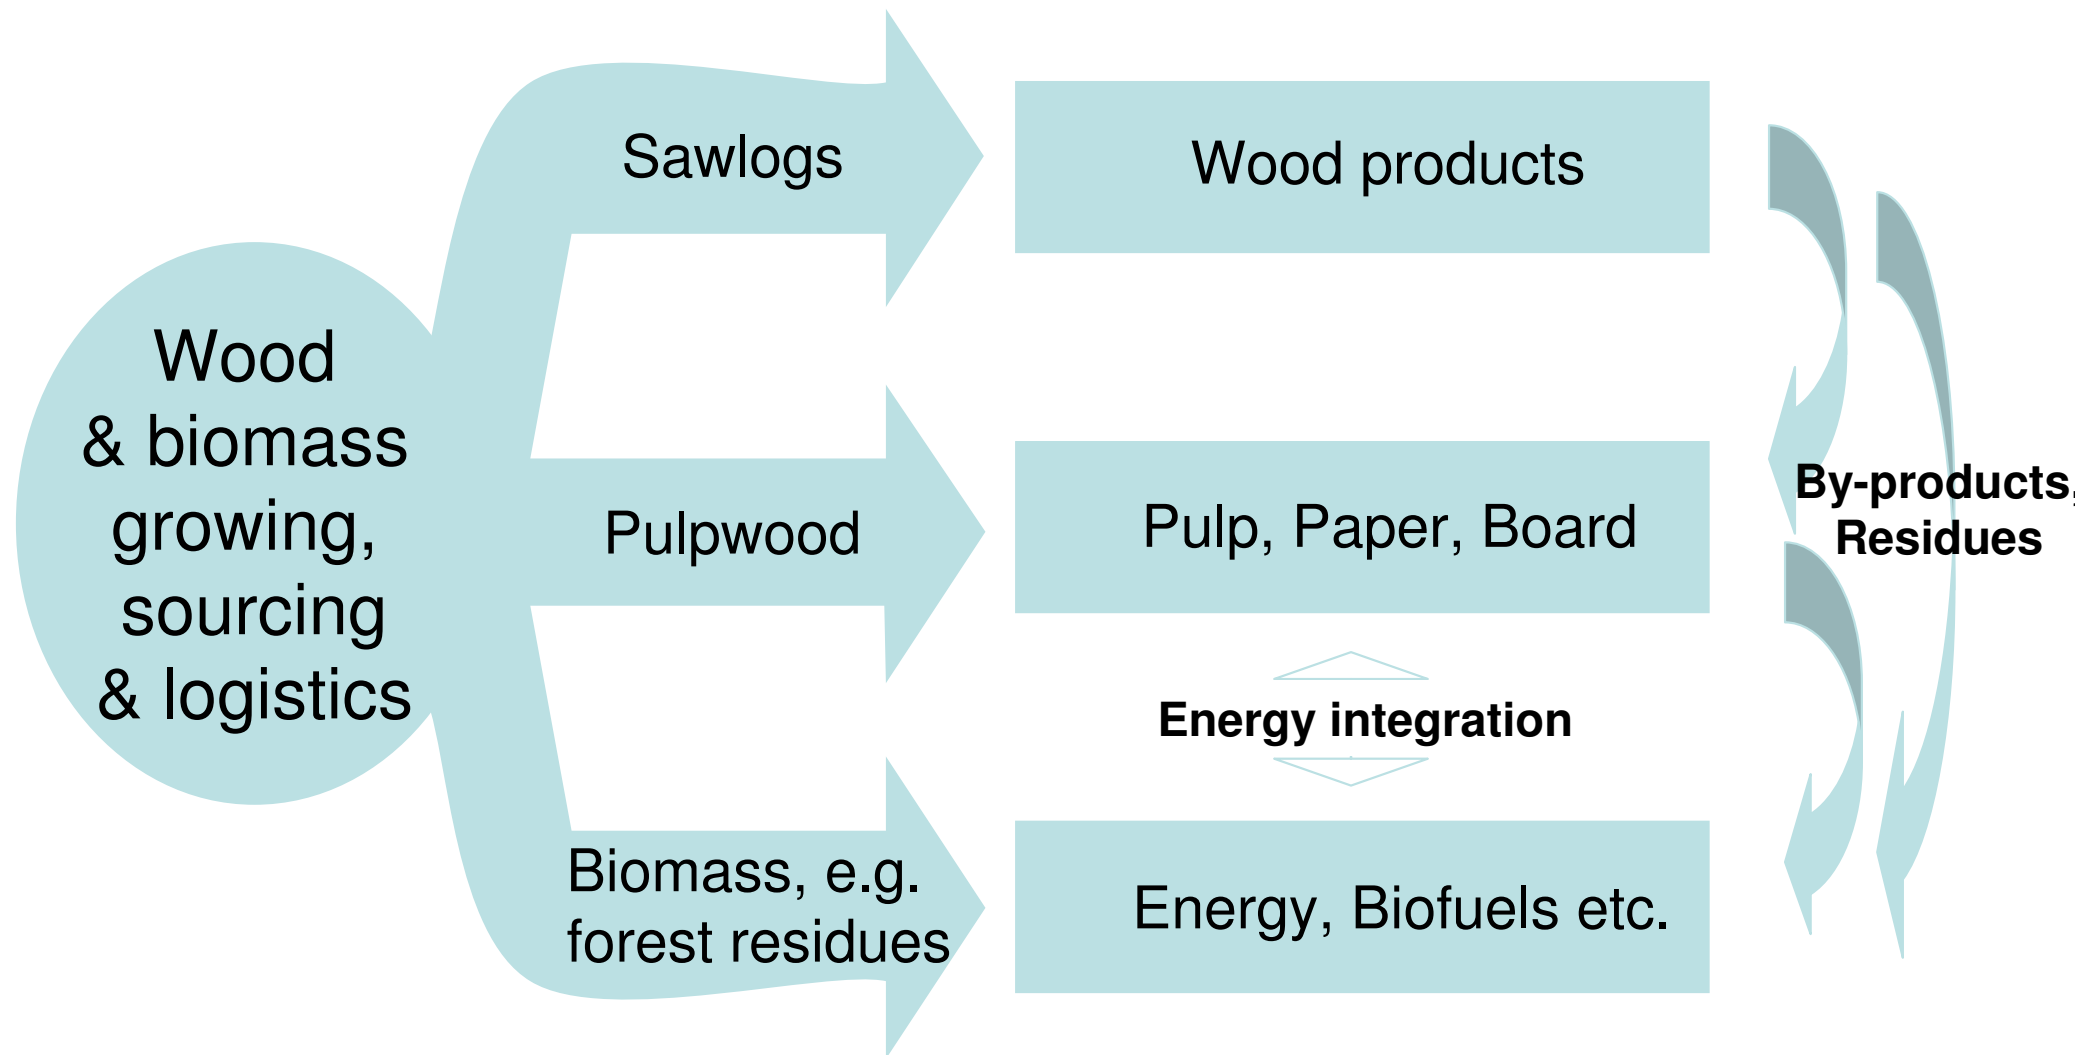 Wood
& biomass
growing,
sourcing
& logistics
Sawlogs
Pulpwood
Biomass, e.g.
forest residues
Wood products
Pulp, Paper, Board
Energy integration
Energy, Biofuels etc.
By-products,
Residues